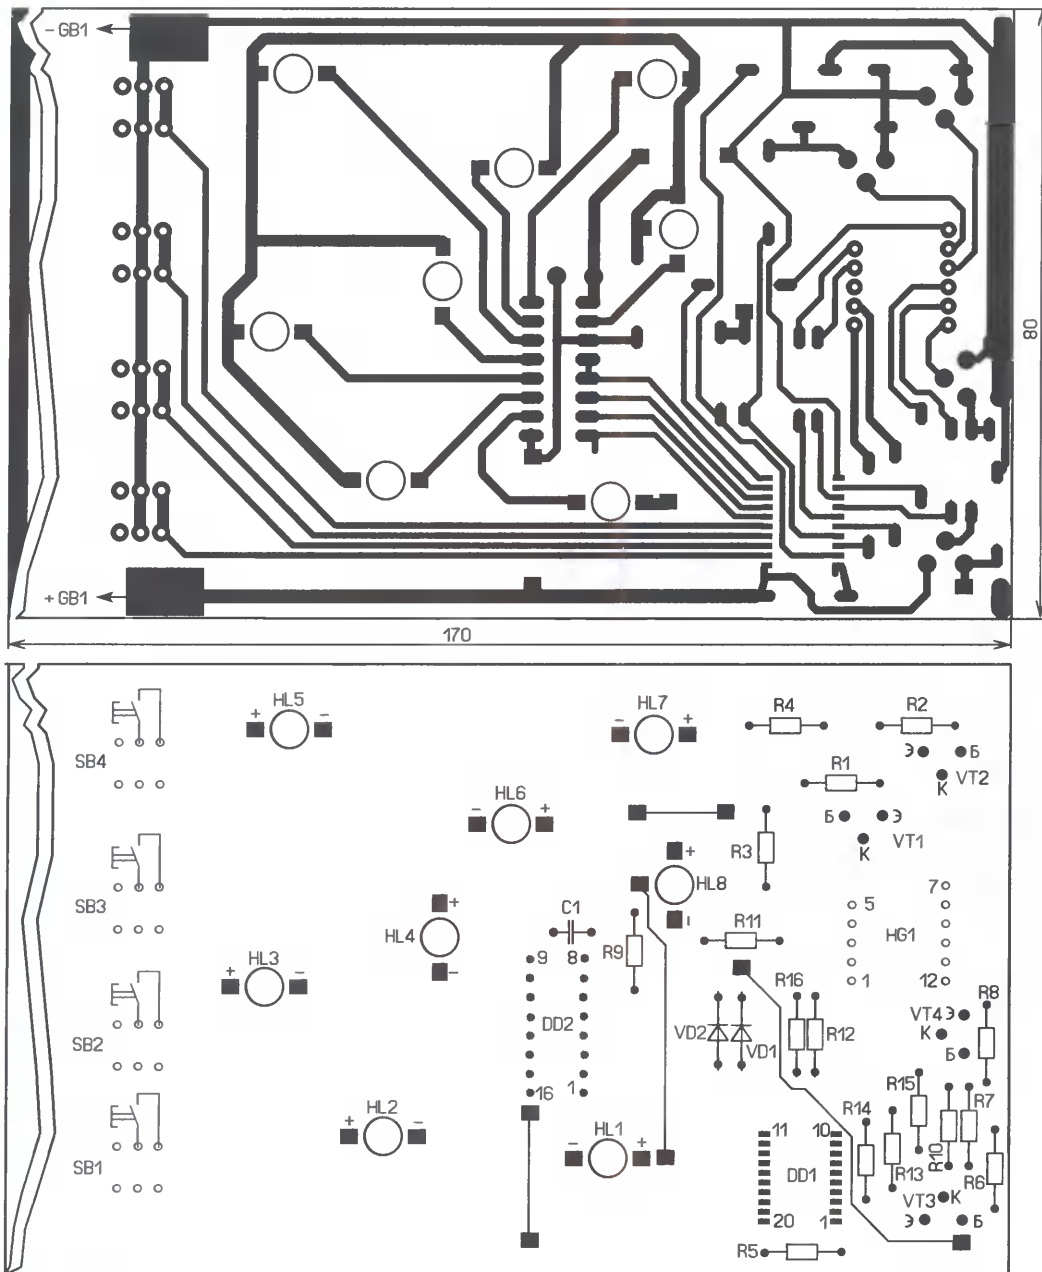 – GB1
+ GB1
170
80
HL5
+
–
HL7
–
+
R4
R2
Э
Б
К
VT2
SB4
R1
HL6
–
+
Б
Э
К
VT1
R3
+
HL8
–
SB3
5
7
HG1
1
12
C1
HL4
+
–
R9
R11
9
8
HL3
+
–
DD2
16
1
R16
R12
VD2
VD1
VT4
Э
К
Б
R8
SB2
R15
R7
R14
R10
R13
R6
HL2
+
–
HL1
–
+
11
10
DD1
20
1
SB1
VT3
К
Э
Б
R5